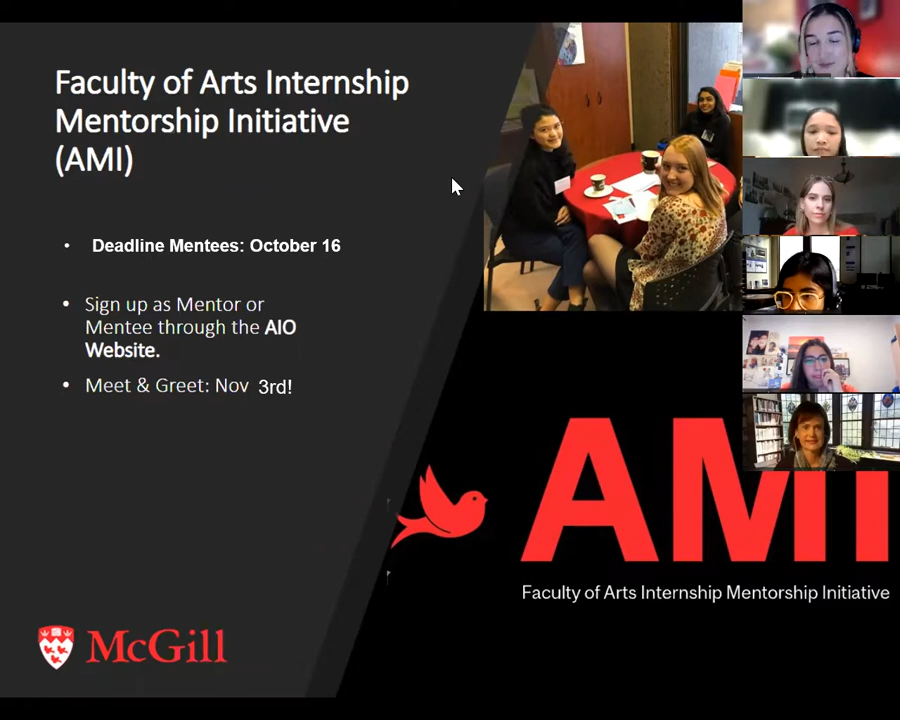 Faculty of Arts Internship
Mentorship Initiative
(AMI)
• Deadline Mentees: October 16
• Sign up as Mentor or
Mentee through the AIO
Website.
• Meet & Greet: Nov 3rd!
AMI
Faculty of Arts Internship Mentorship Initiative
McGill